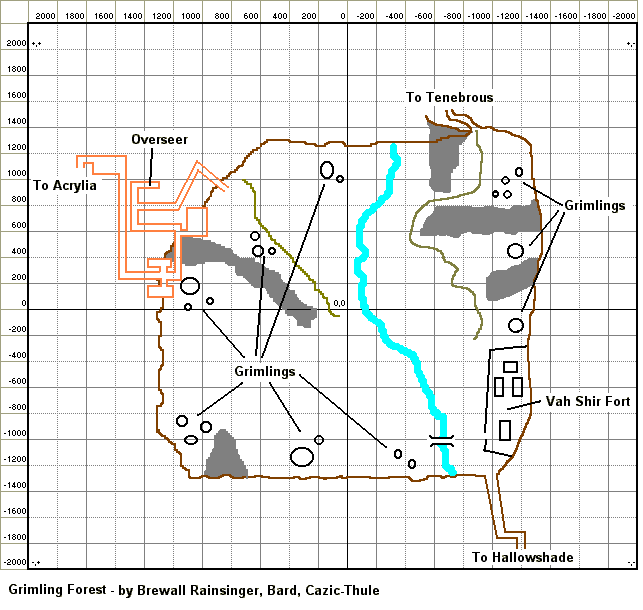 2000 1800 1600 1400 1200 1000 800 600 400 200 0 -200 -400 -600 -800 -1000 -1200 -1400 -1600 -1800 -2000
2000
1800
1600
To Tenebrous
1400
Overseer
1200
1000
To Acrylia
800
Grimlings
600
400
200
0
0,0
-200
-400
Grimlings
-600
Vah Shir Fort
-800
-1000
-1200
-1400
-1600
-1800
To Hallowshade
-2000
Grimling Forest - by Brewall Rainsinger, Bard, Cazic-Thule